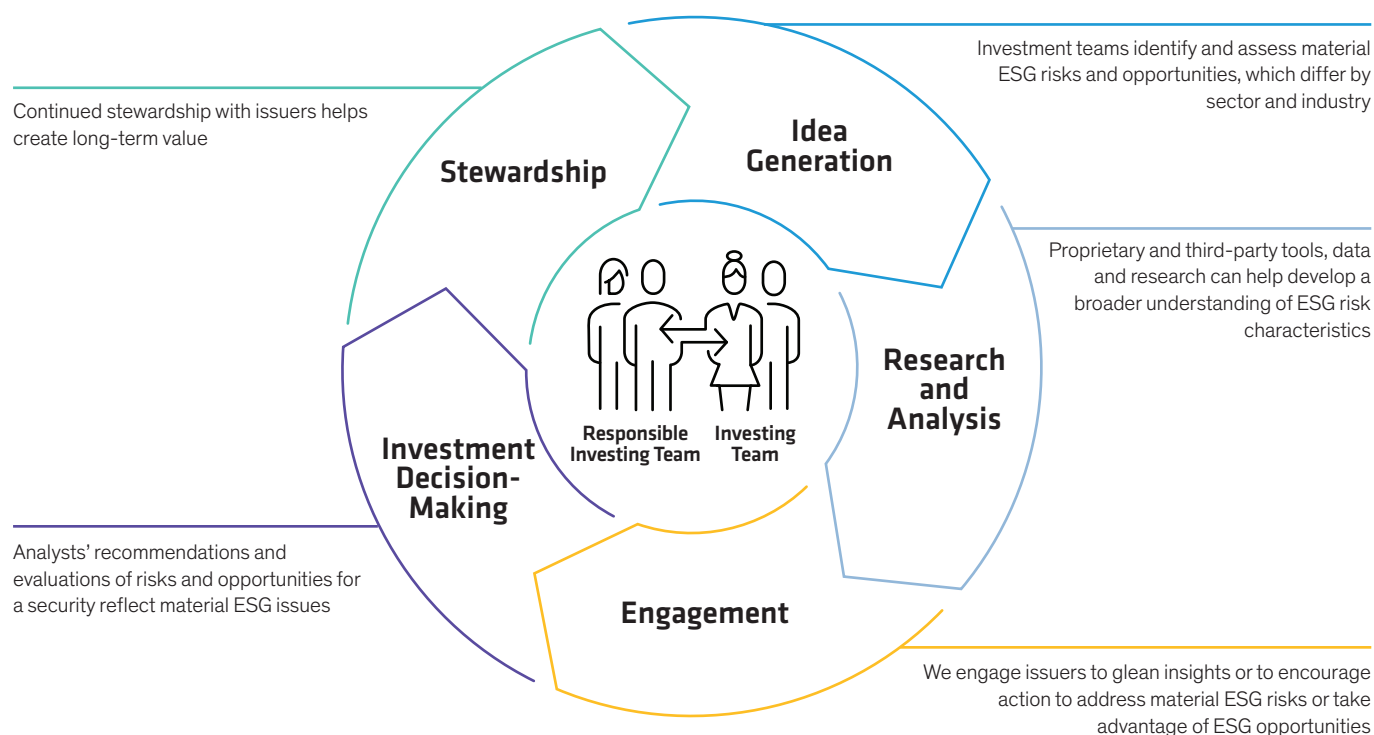 Investment teams identify and assess material
ESG risks and opportunities, which differ by
sector and industry
Idea
Generation
Proprietary and third-party tools, data
and research can help develop a
broader understanding of ESG risk
characteristics
Research
and
Analysis
We engage issuers to glean insights or to encourage
action to address material ESG risks or take
advantage of ESG opportunities
Engagement
Analysts’ recommendations and
evaluations of risks and opportunities for
a security reflect material ESG issues
Investment
Decision-
Making
Continued stewardship with issuers helps
create long-term value
Stewardship
Responsible
Investing Team
Investing
Team